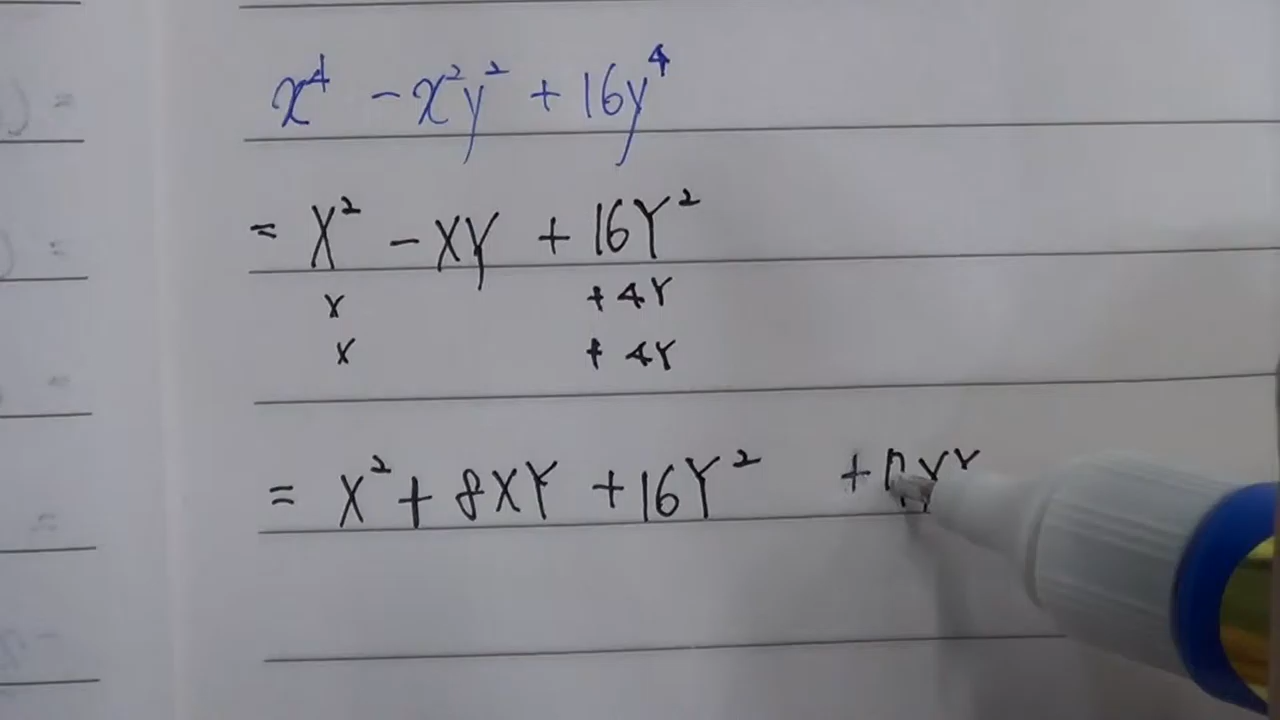 x⁴ - x²y² + 16y⁴
= X² - XY + 16Y²
x + 4Y
x + 4Y
= X² + 8XY + 16Y² +